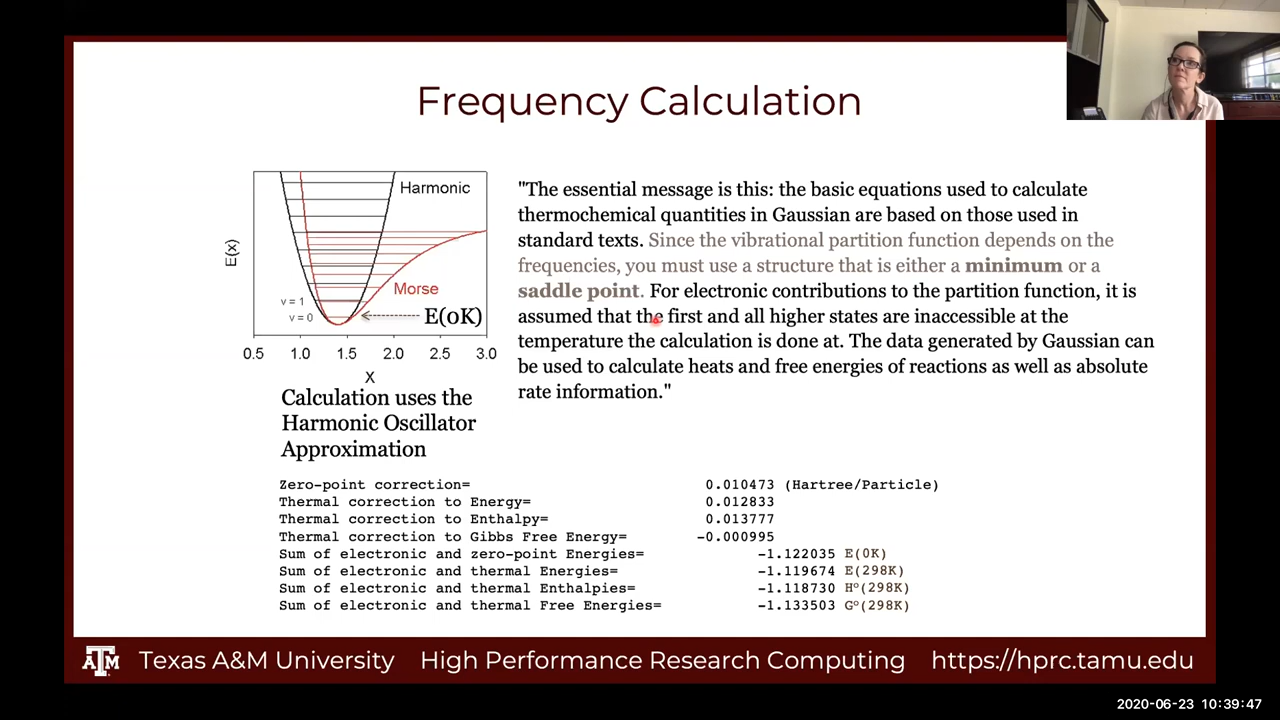 Frequency Calculation
Harmonic
Morse
E(x)
v = 1
v = 0
E(0K)
0.5 1.0 1.5 2.0 2.5 3.0
X
Calculation uses the
Harmonic Oscillator
Approximation
"The essential message is this: the basic equations used to calculate
thermochemical quantities in Gaussian are based on those used in
standard texts. Since the vibrational partition function depends on the
frequencies, you must use a structure that is either a minimum or a
saddle point. For electronic contributions to the partition function, it is
assumed that the first and all higher states are inaccessible at the
temperature the calculation is done at. The data generated by Gaussian can
be used to calculate heats and free energies of reactions as well as absolute
rate information."
Zero-point correction= 0.010473 (Hartree/Particle)
Thermal correction to Energy= 0.012833
Thermal correction to Enthalpy= 0.013777
Thermal correction to Gibbs Free Energy= -0.000995
Sum of electronic and zero-point Energies= -1.122035 E(0K)
Sum of electronic and thermal Energies= -1.119674 E(298K)
Sum of electronic and thermal Enthalpies= -1.118730 Hº(298K)
Sum of electronic and thermal Free Energies= -1.133503 Gº(298K)
ATM Texas A&M University High Performance Research Computing https://hprc.tamu.edu
2020-06-23 10:39:47